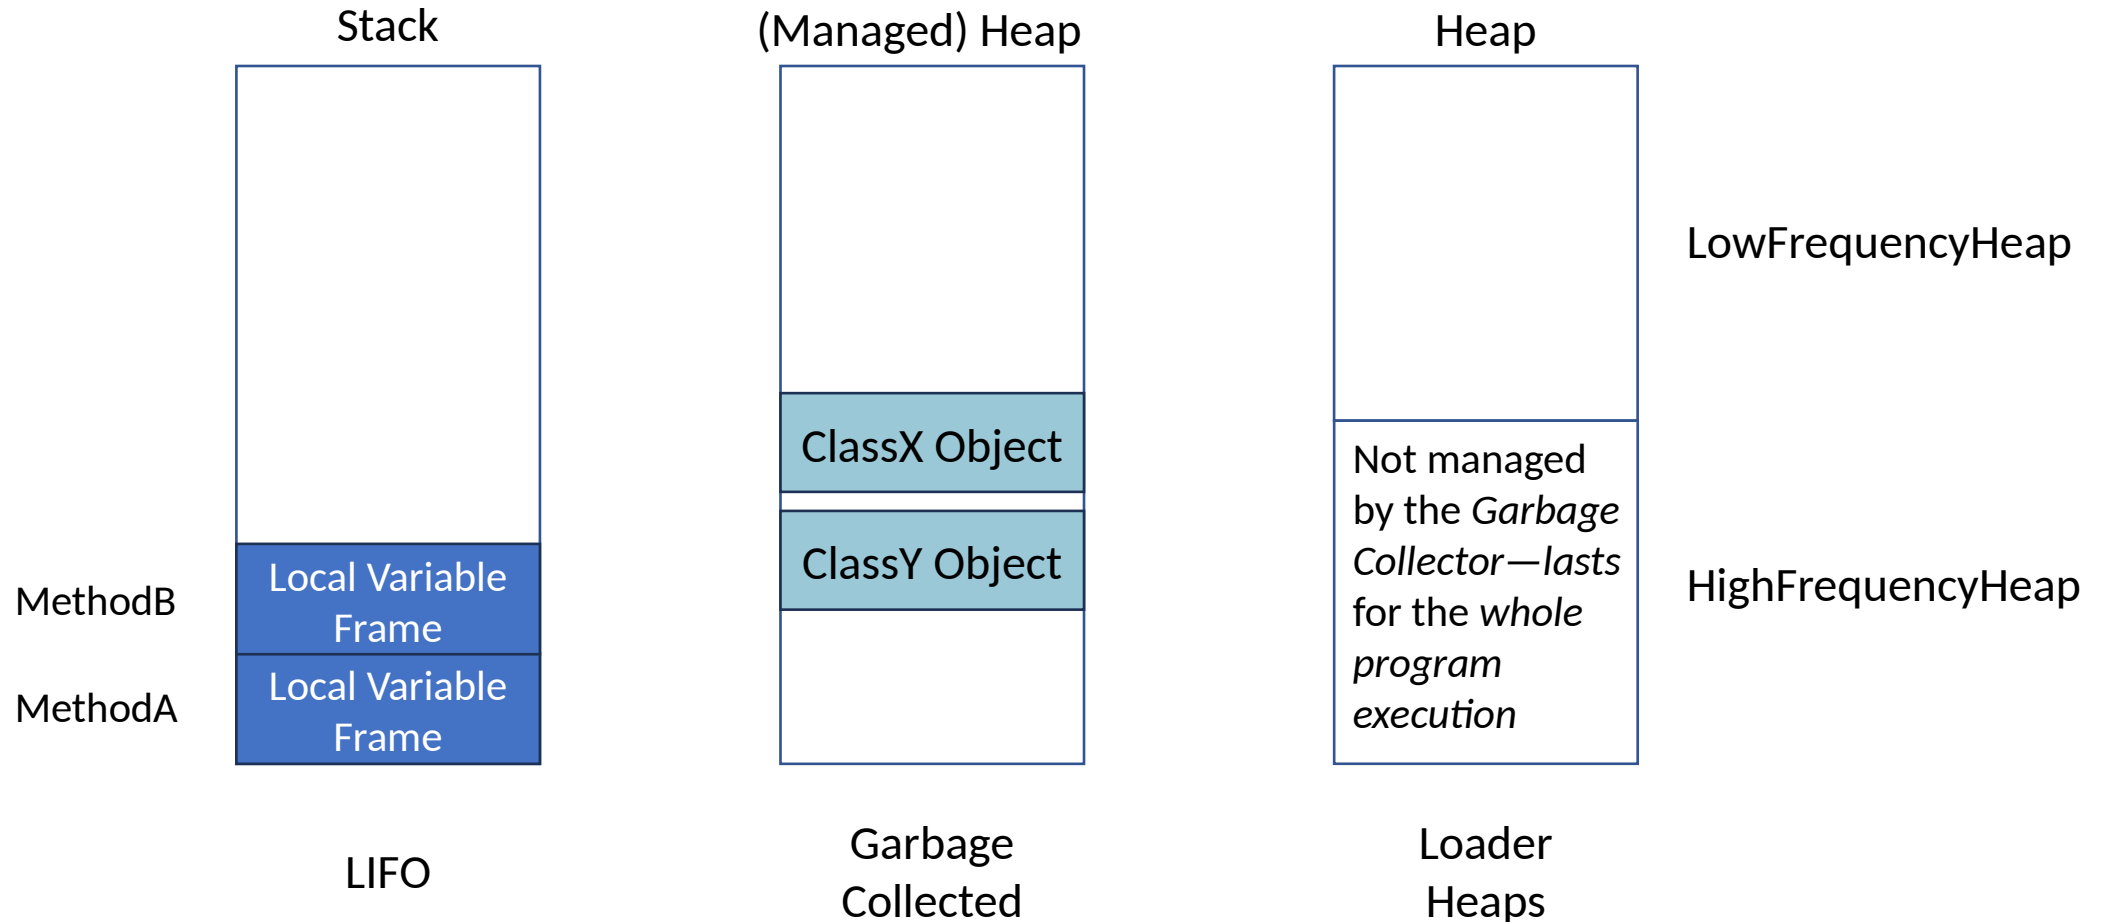 Stack
(Managed) Heap
Heap
LowFrequencyHeap
ClassX Object
Not managed
by the Garbage
Collector—lasts
for the whole
program
execution
ClassY Object
HighFrequencyHeap
MethodB
Local Variable
Frame
MethodA
Local Variable
Frame
LIFO
Garbage
Collected
Loader
Heaps